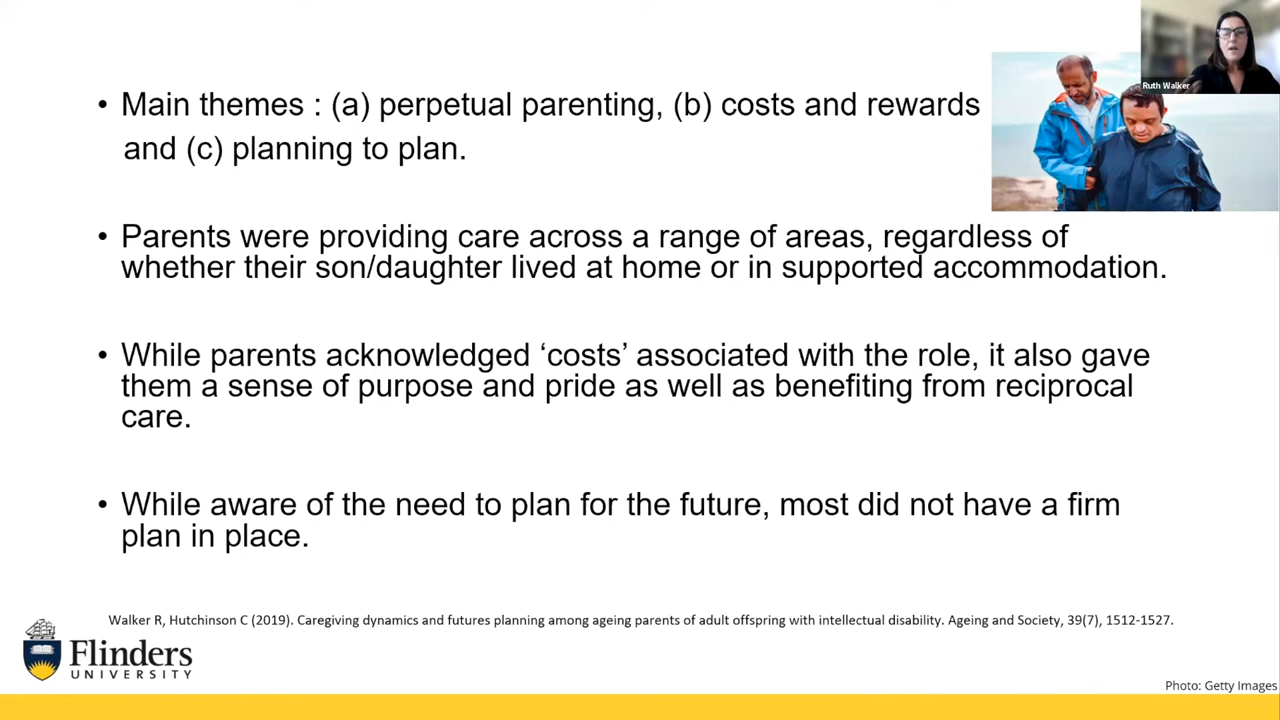 Ruth Walker
• Main themes : (a) perpetual parenting, (b) costs and rewards
and (c) planning to plan.
• Parents were providing care across a range of areas, regardless of
whether their son/daughter lived at home or in supported accommodation.
• While parents acknowledged ‘costs’ associated with the role, it also gave
them a sense of purpose and pride as well as benefiting from reciprocal
care.
• While aware of the need to plan for the future, most did not have a firm
plan in place.
Walker R, Hutchinson C (2019). Caregiving dynamics and futures planning among ageing parents of adult offspring with intellectual disability. Ageing and Society, 39(7), 1512-1527.
Flinders
UNIVERSITY
Photo: Getty Images